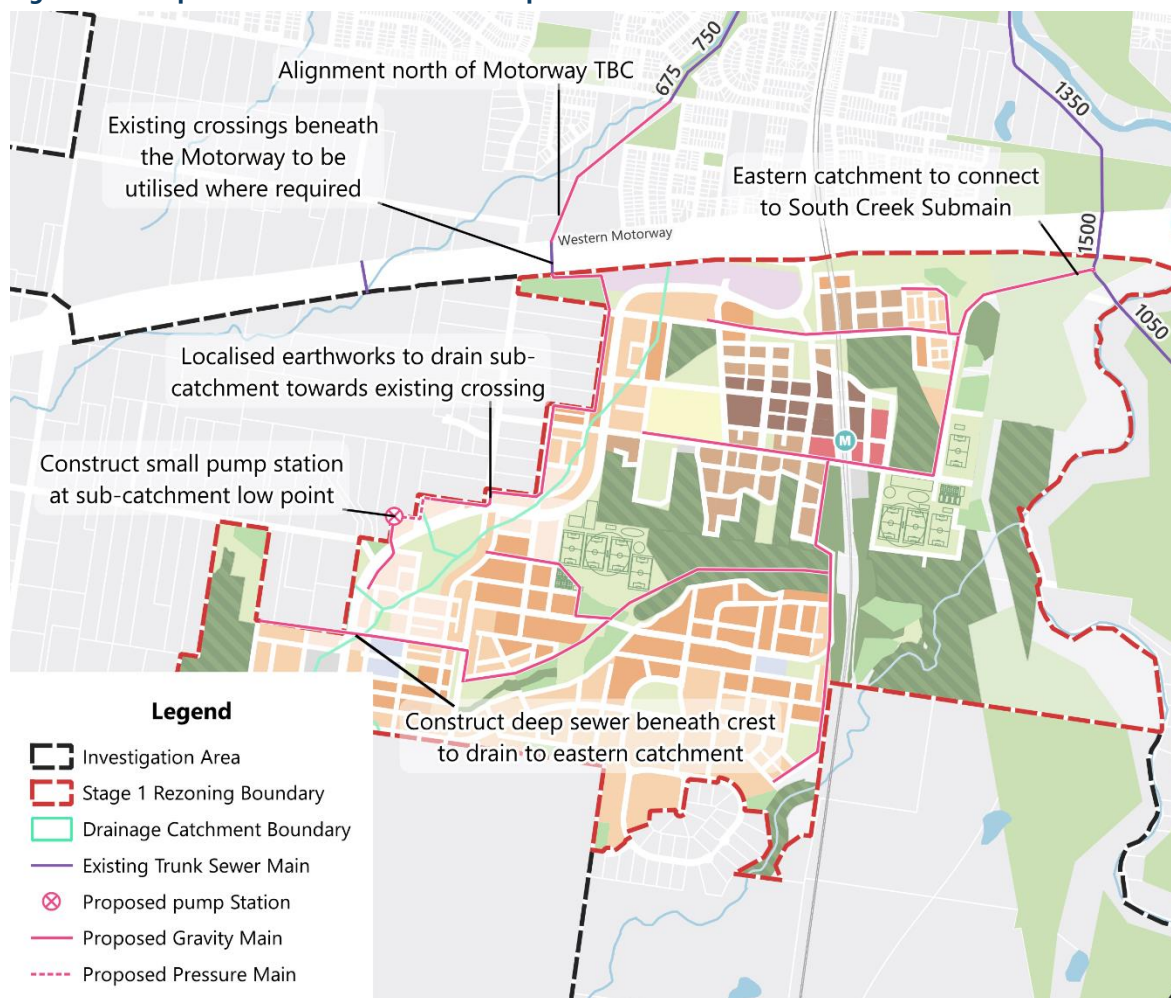 750
675
Alignment north of Motorway TBC
1350
Existing crossings beneath
the Motorway to be
utilised where required
Eastern catchment to connect
to South Creek Submain
Western Motorway
1500
1050
Localised earthworks to drain sub-
catchment towards existing crossing
M
Construct small pump station
at sub-catchment low point
Construct deep sewer beneath crest
to drain to eastern catchment
Legend
Investigation Area
Stage 1 Rezoning Boundary
Drainage Catchment Boundary
Existing Trunk Sewer Main
Proposed pump Station
Proposed Gravity Main
Proposed Pressure Main